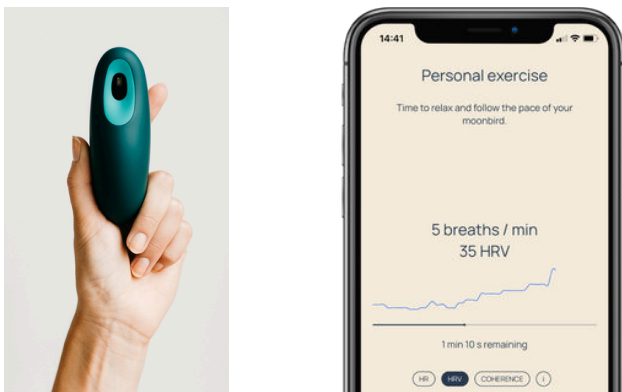 14:41
Personal exercise
Time to relax and follow the pace of your
moonbird.
5 breaths / min
35 HRV
1 min 10 s remaining
HR HRV COHERENCE i